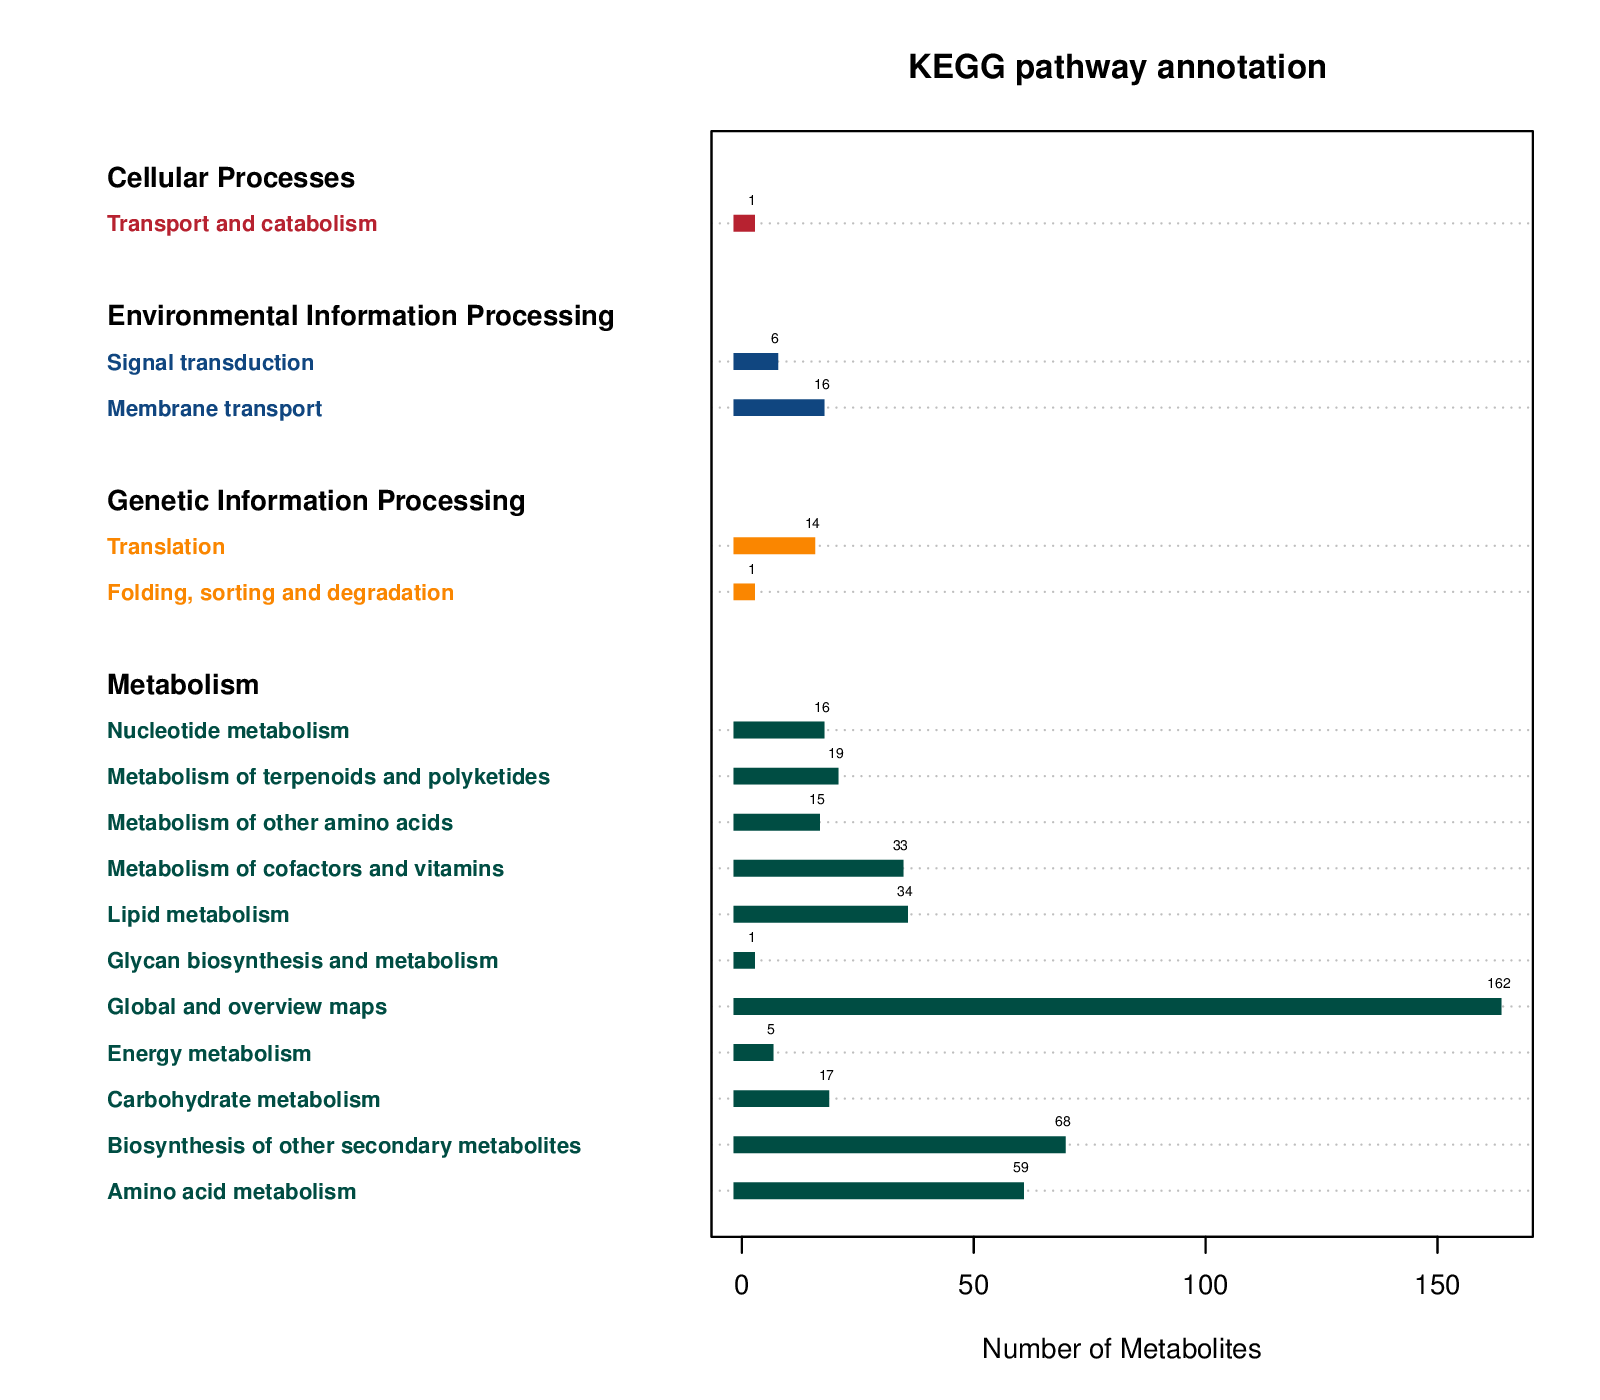 KEGG pathway annotation
Cellular Processes
1
Transport and catabolism
Environmental Information Processing
6
Signal transduction
16
Membrane transport
Genetic Information Processing
14
Translation
1
Folding, sorting and degradation
Metabolism
16
Nucleotide metabolism
19
Metabolism of terpenoids and polyketides
15
Metabolism of other amino acids
33
Metabolism of cofactors and vitamins
34
Lipid metabolism
1
Glycan biosynthesis and metabolism
162
Global and overview maps
5
Energy metabolism
17
Carbohydrate metabolism
68
Biosynthesis of other secondary metabolites
59
Amino acid metabolism
0 50 100 150
Number of Metabolites